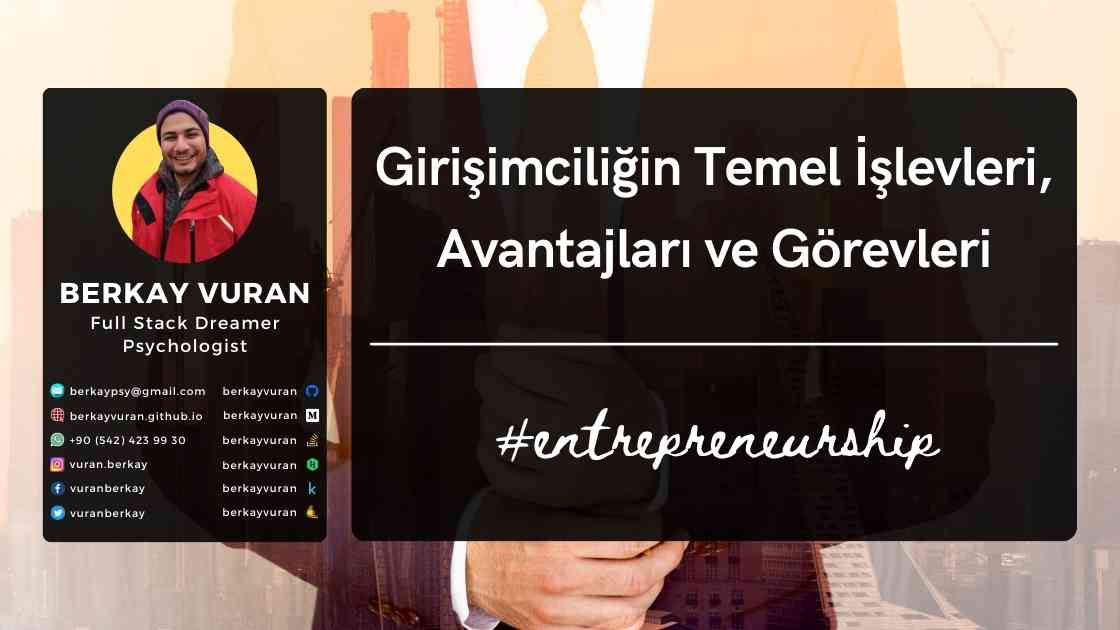 BERKAY VURAN
Full Stack Dreamer
Psychologist
berkaypsy@gmail.com
berkayvuran
berkayvuran.github.io
berkayvuran
+90 (542) 423 99 30
berkayvuran
vuran.berkay
berkayvuran
vuranberkay
berkayvuran
vuranberkay
berkayvuran
Girişimciliğin Temel İşlevleri,
Avantajları ve Görevleri
#entrepreneurship